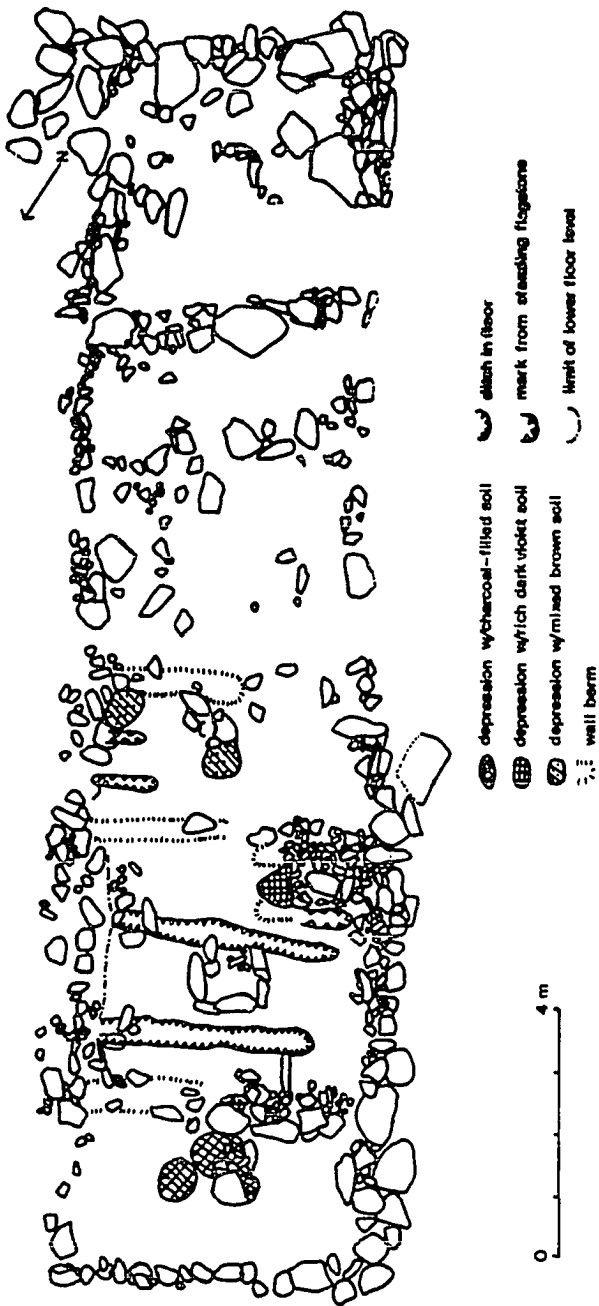 N
depression w/charcoal-filled soil
depression w/rich dark violet soil
depression w/mixed brown soil
wall berm
ditch in floor
mark from standing flagstone
limit of lower floor level
0 4 m